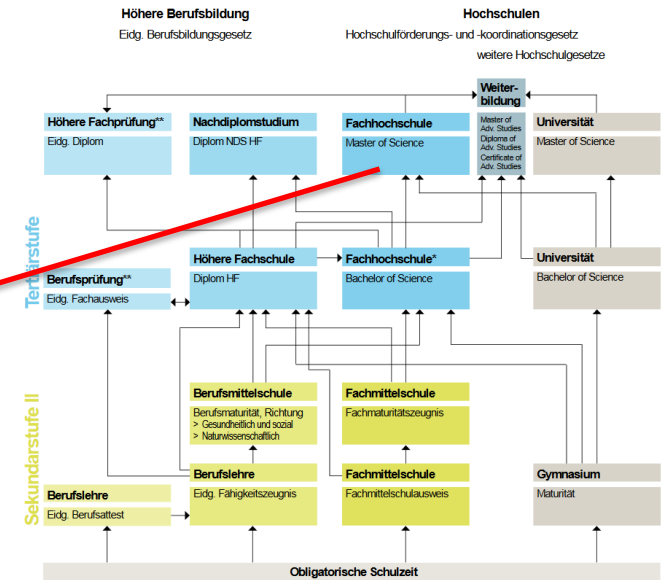 Höhere Berufsbildung
Eidg. Berufsbildungsgesetz
Hochschulen
Hochschulförderungs- und -koordinationsgesetz
weitere Hochschulgesetze
Weiter-
bildung
Master of
Adv. Studies
Diploma of
Adv. Studies
Certificate of
Adv. Studies
Höhere Fachprüfung**
Eidg. Diplom
Nachdiplomstudium
Diplom NDS HF
Fachhochschule
Master of Science
Universität
Master of Science
Tertiärstufe
Berufsprüfung**
Eidg. Fachausweis
Höhere Fachschule
Diplom HF
Fachhochschule*
Bachelor of Science
Universität
Bachelor of Science
Sekundarstufe II
Berufsmittelschule
Berufsmaturität, Richtung
> Gesundheitlich und sozial
> Naturwissenschaftlich
Fachmittelschule
Fachmaturitätszeugnis
Berufslehre
Eidg. Berufsattest
Berufslehre
Eidg. Fähigkeitszeugnis
Fachmittelschule
Fachmittelschulausweis
Gymnasium
Maturität
Obligatorische Schulzeit